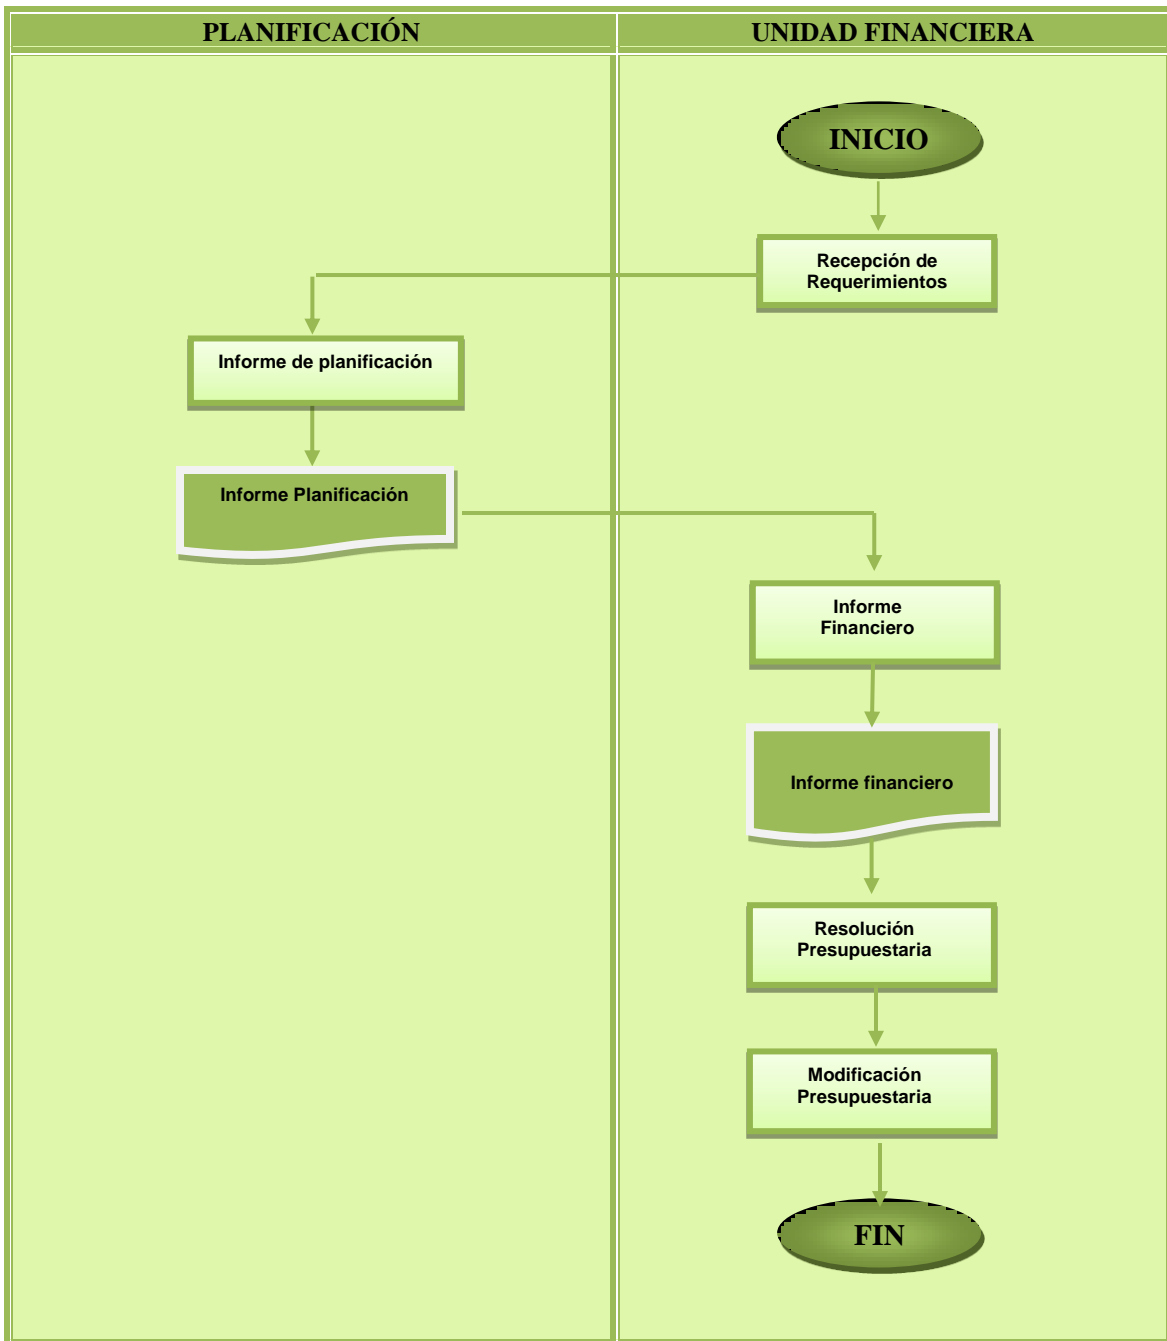 PLANIFICACIÓN
UNIDAD FINANCIERA
INICIO
Recepción de
Requerimientos
Informe de planificación
Informe Planificación
Informe
Financiero
Informe financiero
Resolución
Presupuestaria
Modificación
Presupuestaria
FIN